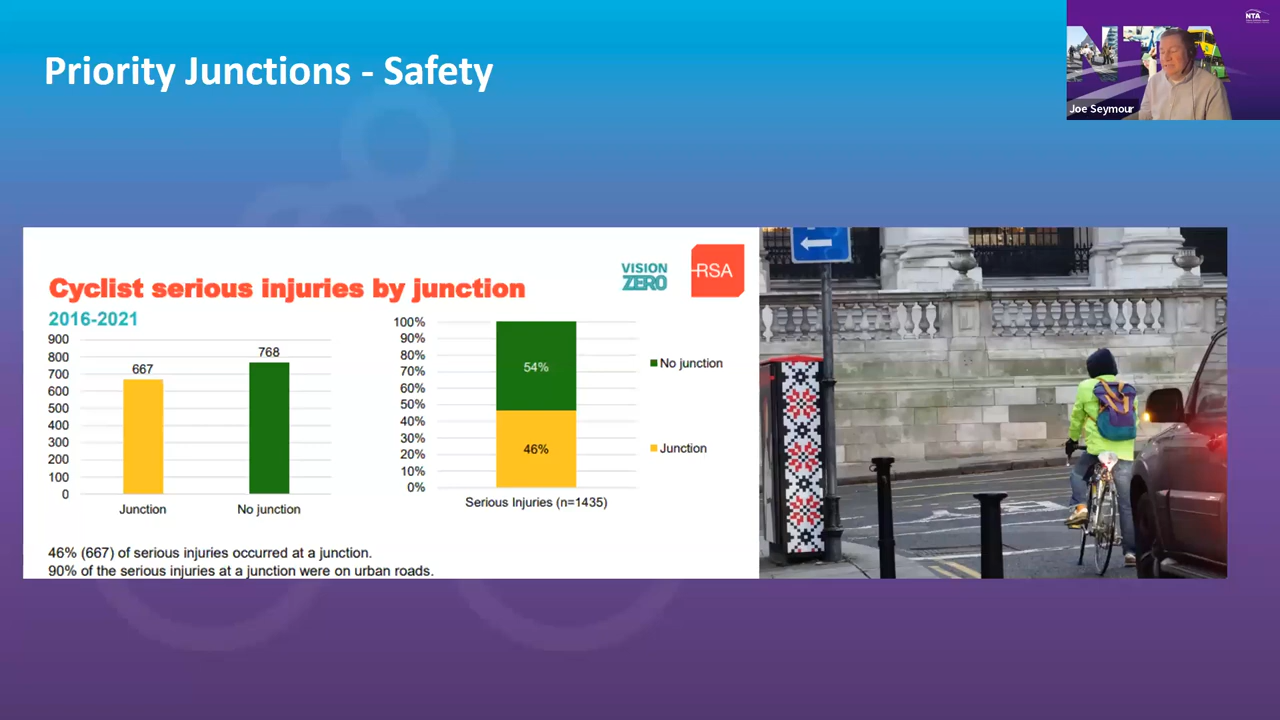 Priority Junctions - Safety
NTA
NTA
Joe Seymour
Cyclist serious injuries by junction
VISION
ZERO
RSA
2016-2021
900
800
700
600
500
400
300
200
100
0
667
768
Junction
No junction
100%
90%
80%
70%
60%
50%
40%
30%
20%
10%
0%
54%
46%
Serious Injuries (n=1435)
No junction
Junction
46% (667) of serious injuries occurred at a junction.
90% of the serious injuries at a junction were on urban roads.